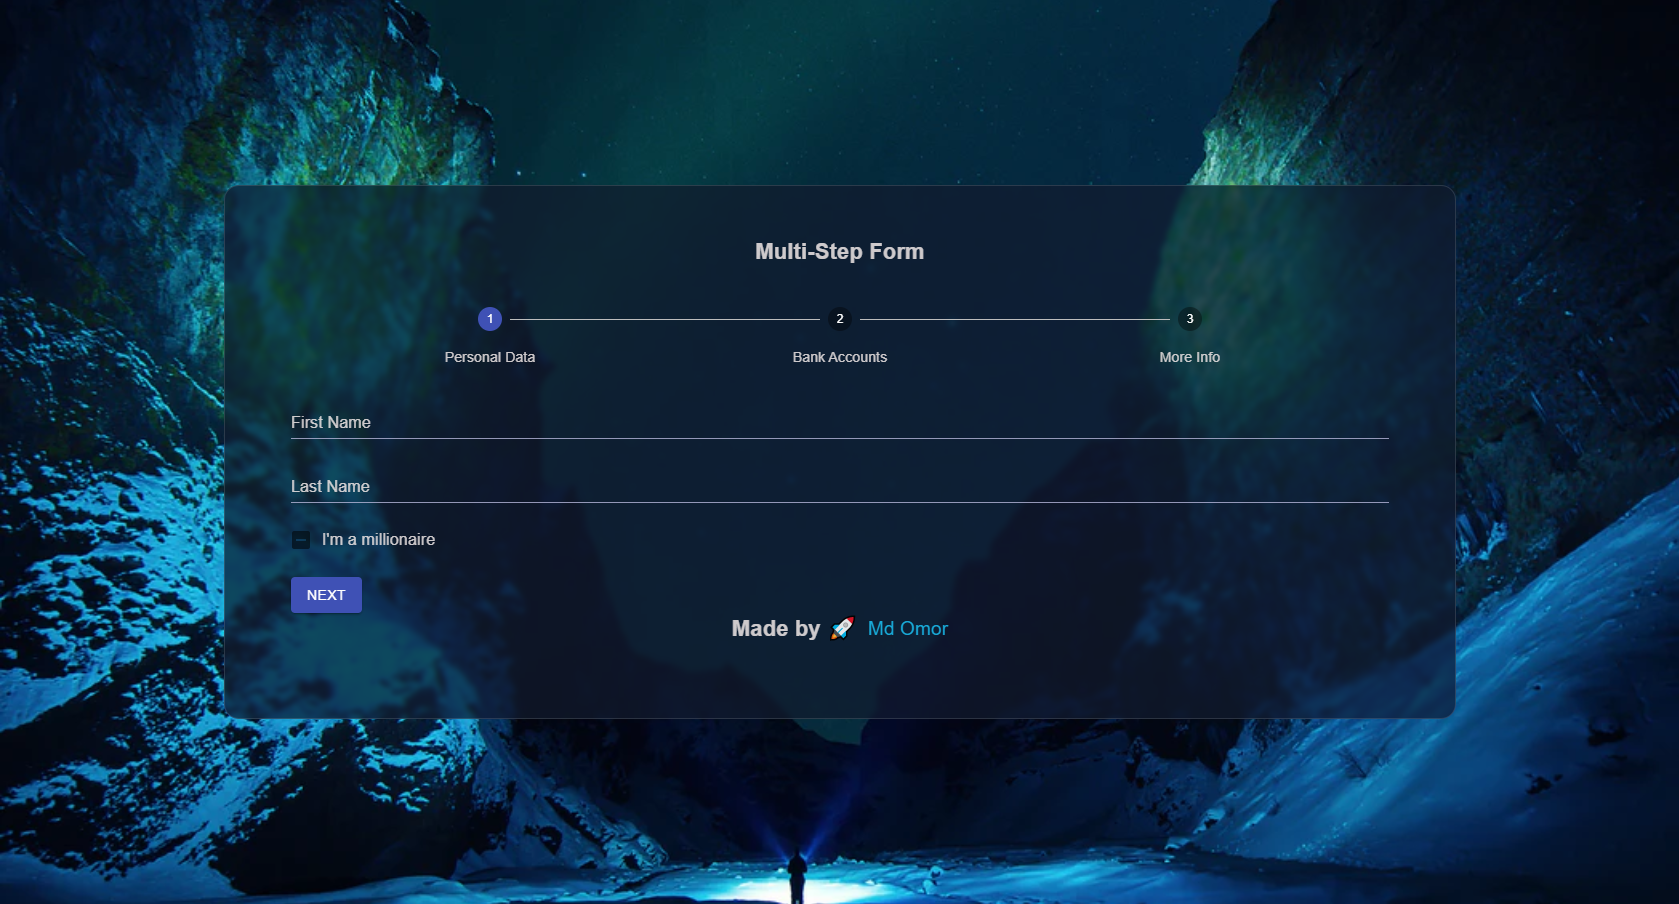 Multi-Step Form
1 2 3
Personal Data Bank Accounts More Info
First Name
Last Name
I'm a millionaire
NEXT
Made by 🚀 Md Omor